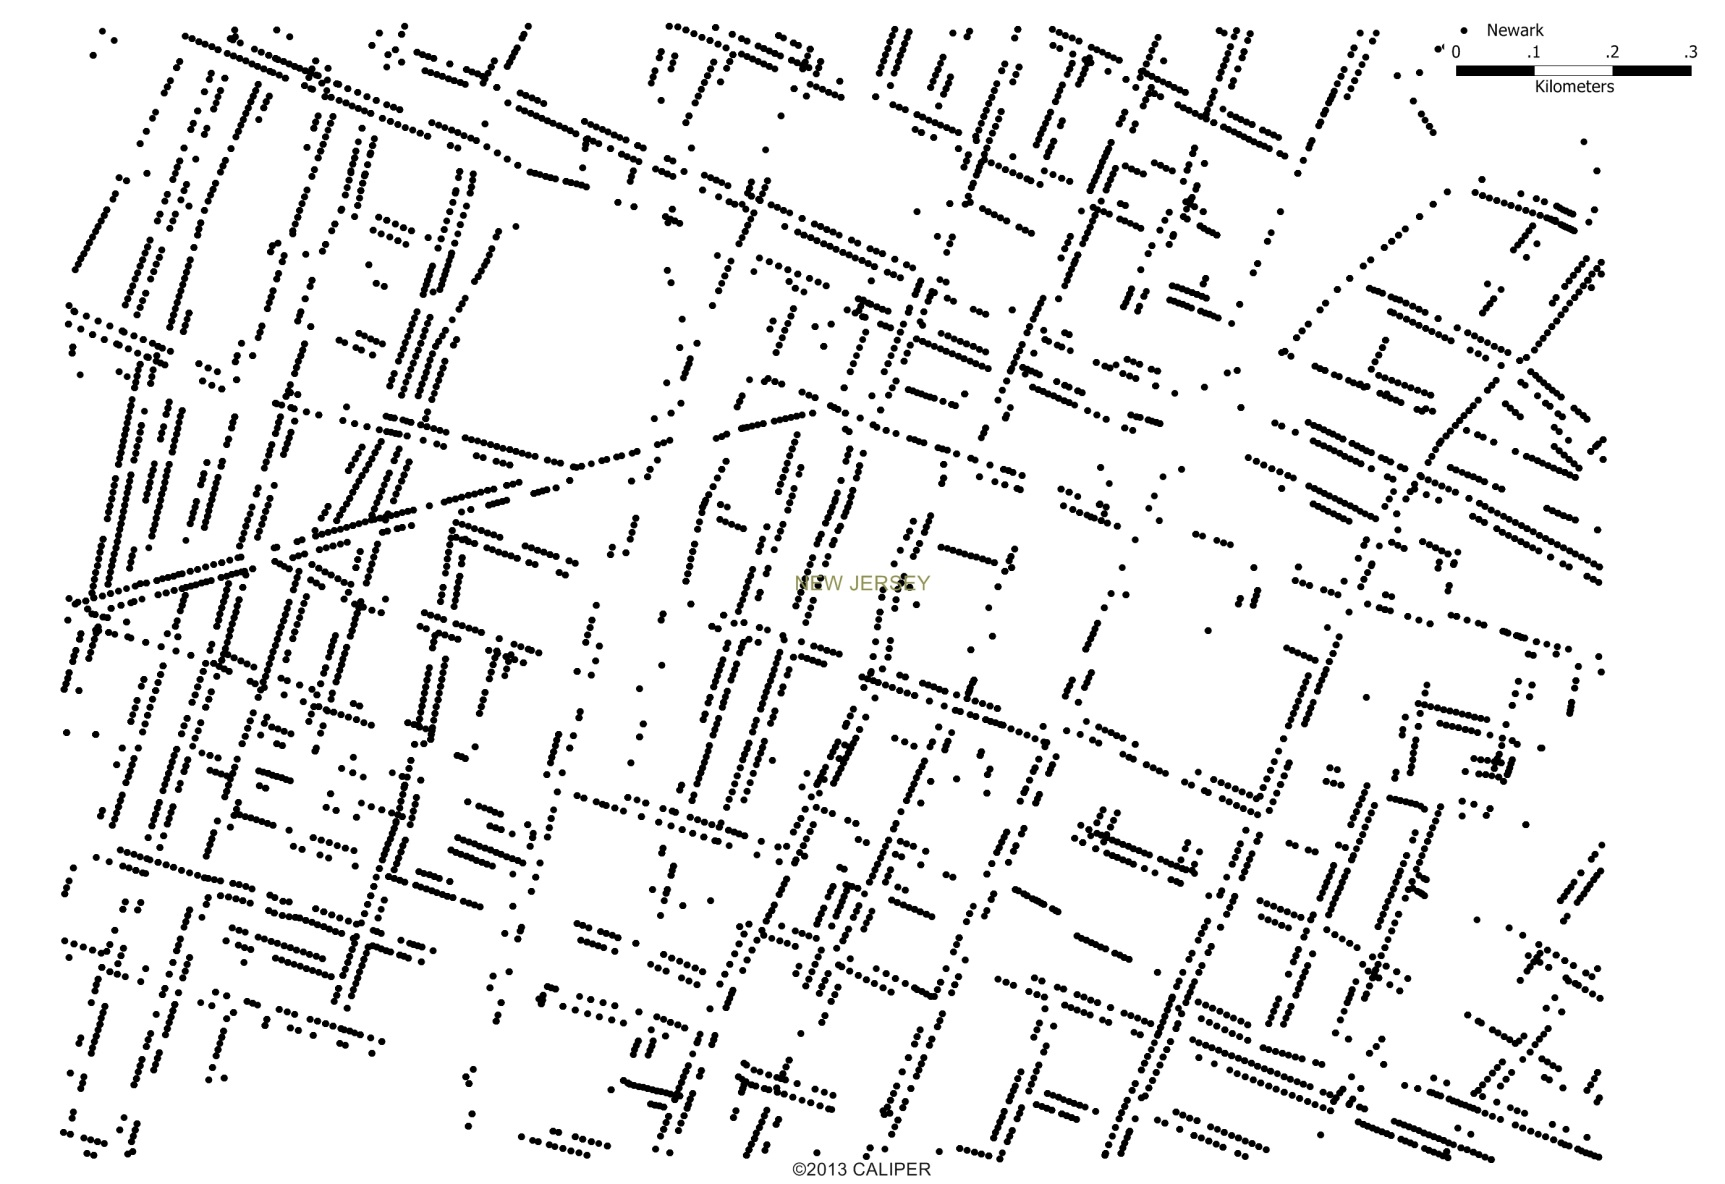 Newark
0 .1 .2 .3
Kilometers
NEW JERSEY
©2013 CALIPER